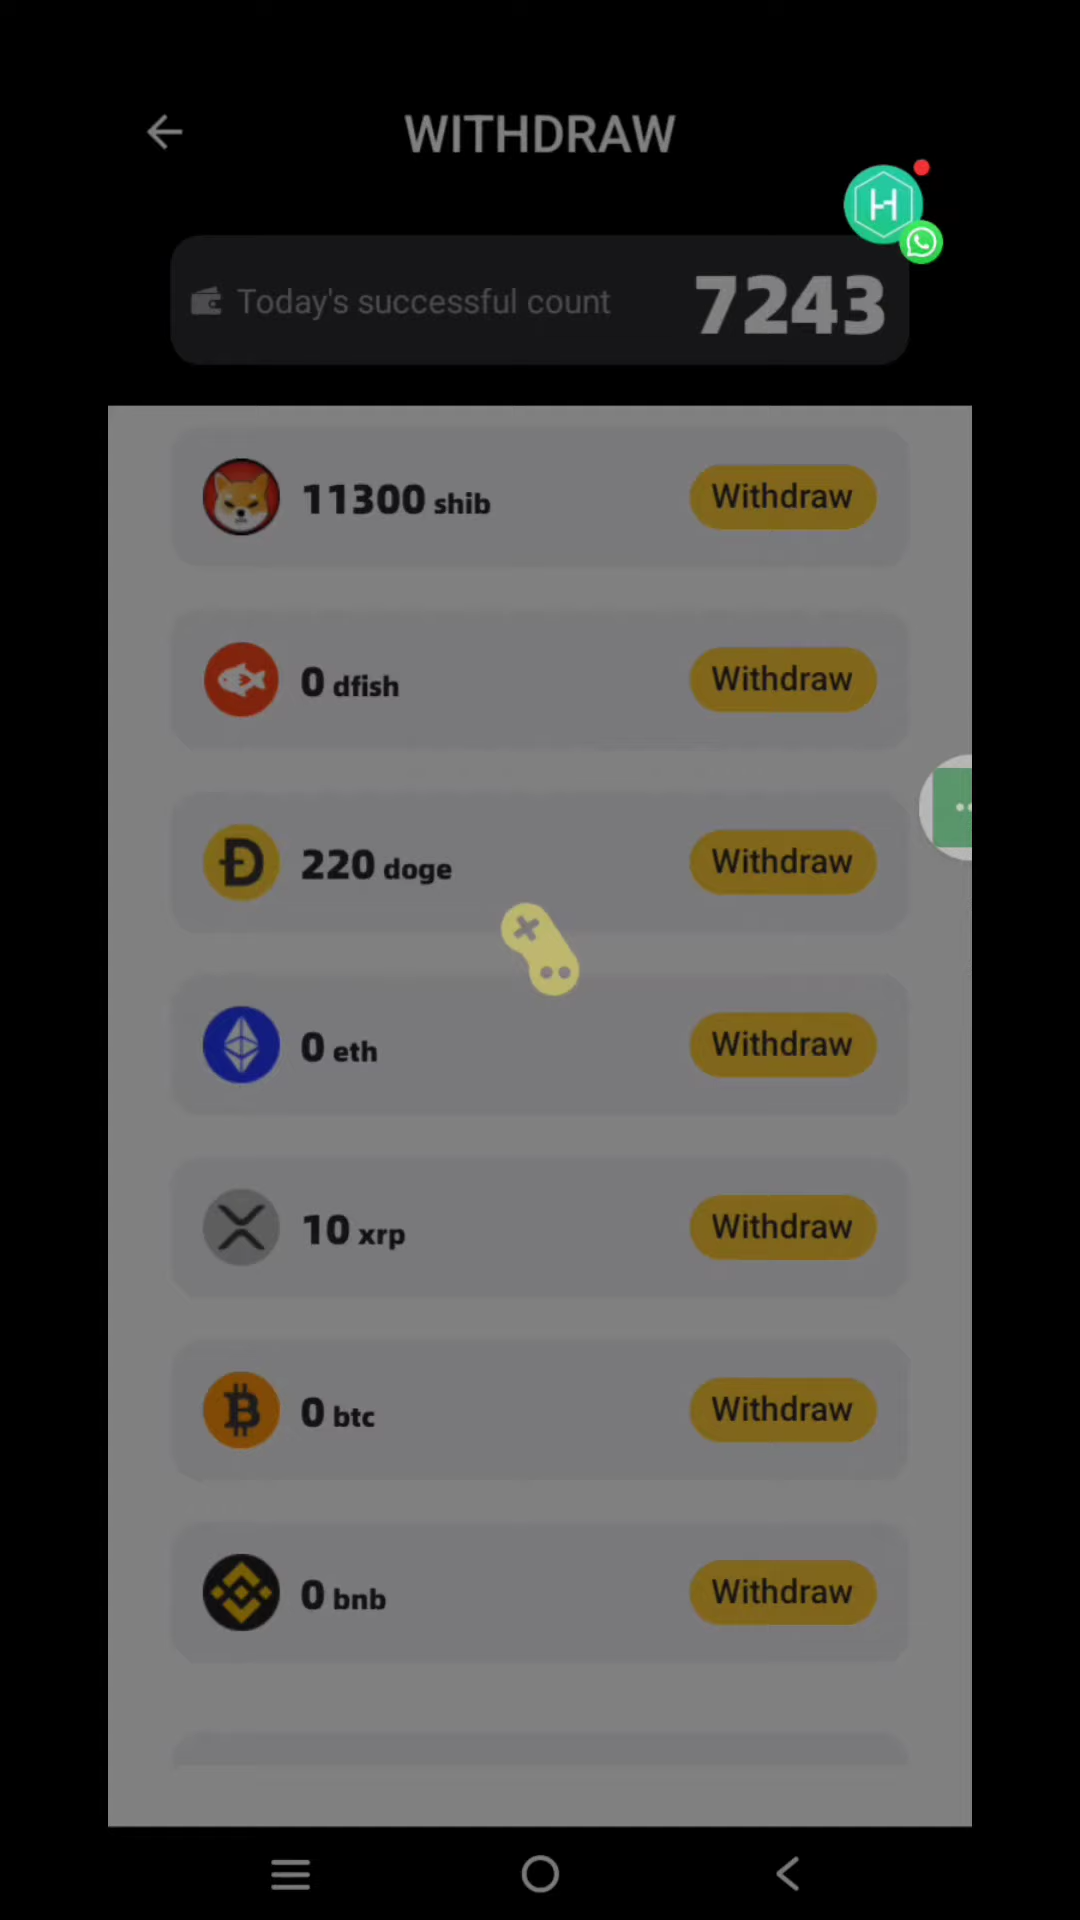 WITHDRAW
H
Today's successful count 7243
11300 shib Withdraw
0 dfish Withdraw
220 doge Withdraw
0 eth Withdraw
10 xrp Withdraw
0 btc Withdraw
0 bnb Withdraw